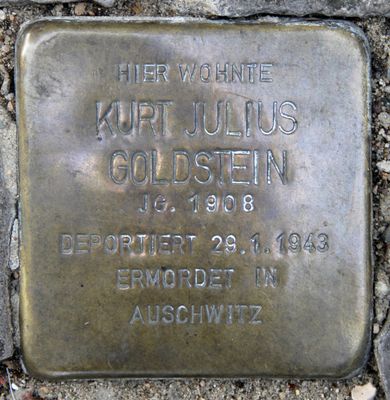 HIER WOHNTE
KURT JULIUS
GOLDSTEIN
JG. 1908
DEPORTIERT 29.1.1943
ERMORDET IN
AUSCHWITZ